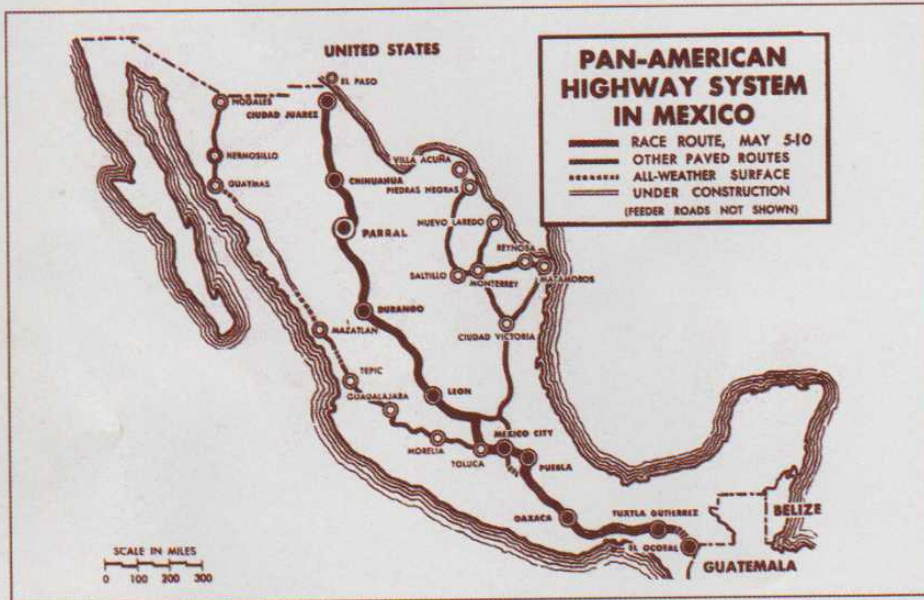 UNITED STATES
EL PASO
NOGALES
CIUDAD JUAREZ
HERMOSILLO
GUAYMAS
CHIHUAHUA
VILLA ACUÑA
PIEDRAS NEGRAS
PARRAL
NUEVO LAREDO
REYNOSA
SALTILLO
MONTERREY
MATAMOROS
DURANGO
MAZATLAN
CIUDAD VICTORIA
TEPIC
LEON
GUADALAJARA
MEXICO CITY
MORELIA
TOLUCA
PUEBLA
OAXACA
TUXTLA GUTIERREZ
BELIZE
EL OCOTAL
GUATEMALA
PAN-AMERICAN
HIGHWAY SYSTEM
IN MEXICO
RACE ROUTE, MAY 5-10
OTHER PAVED ROUTES
ALL-WEATHER SURFACE
UNDER CONSTRUCTION
(FEEDER ROADS NOT SHOWN)
SCALE IN MILES
0 100 200 300